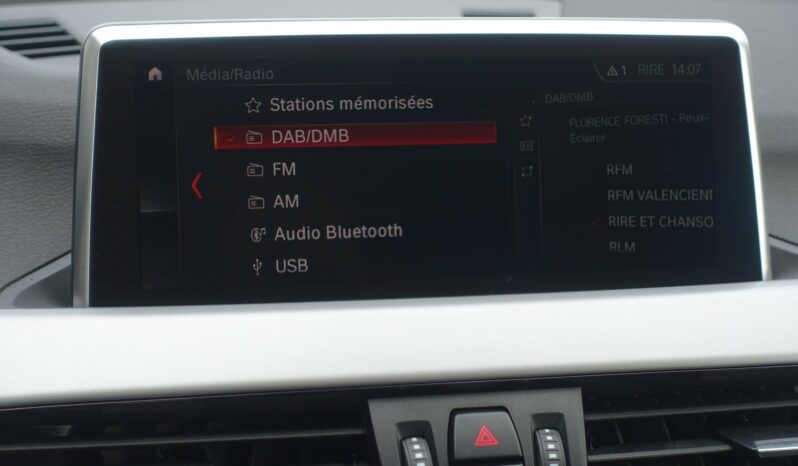 Média/Radio
1 RIRE 14:07
Stations mémorisées
DAB/DMB
FM
AM
Audio Bluetooth
USB
DAB/DMB
FLORENCE FORESTI - Peux-
Eclairer
RFM
RFM VALENCIENI
RIRE ET CHANSO
RLM